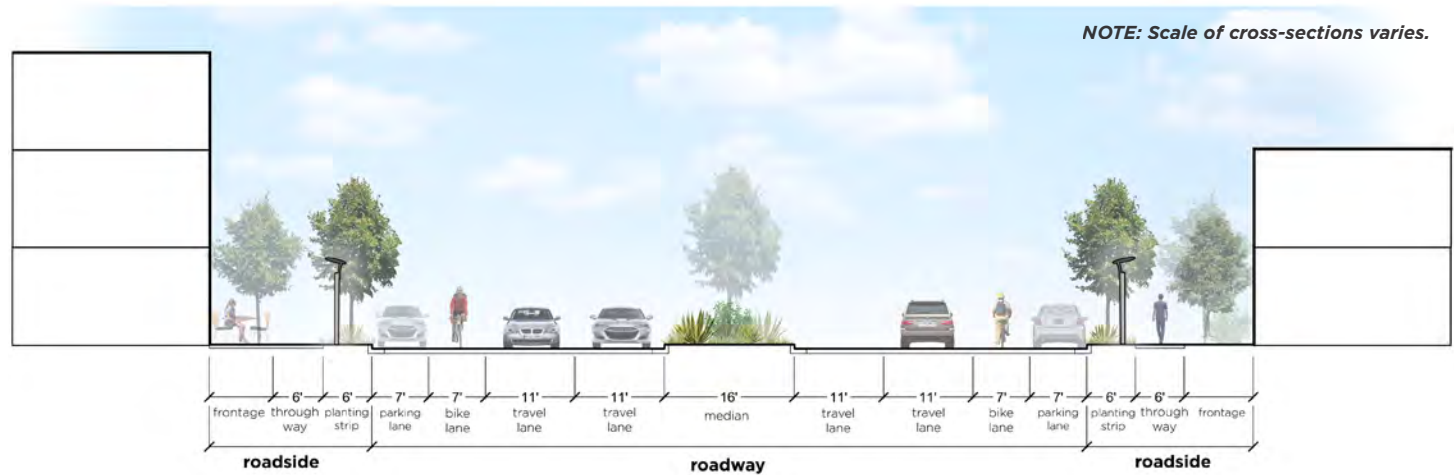 NOTE: Scale of cross-sections varies.
6' 6' 7' 7' 11' 11' 16' 11' 11' 7' 7' 6' 6'
frontage through way planting strip parking lane bike lane travel lane travel lane median travel lane travel lane bike lane parking lane planting strip through way frontage
roadside roadway roadside